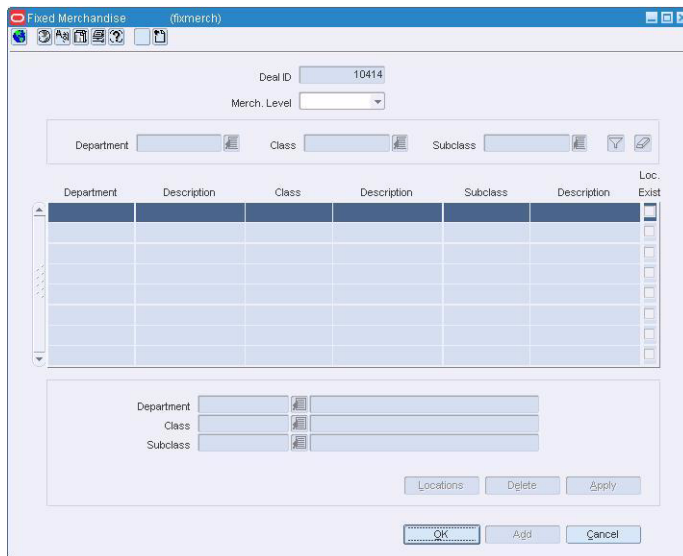 Fixed Merchandise (fixmerch)
Deal ID 10414
Merch. Level
Department Class Subclass
Loc.
Department Description Class Description Subclass Description Exist
Department
Class
Subclass
Locations Delete Apply
OK Add Cancel